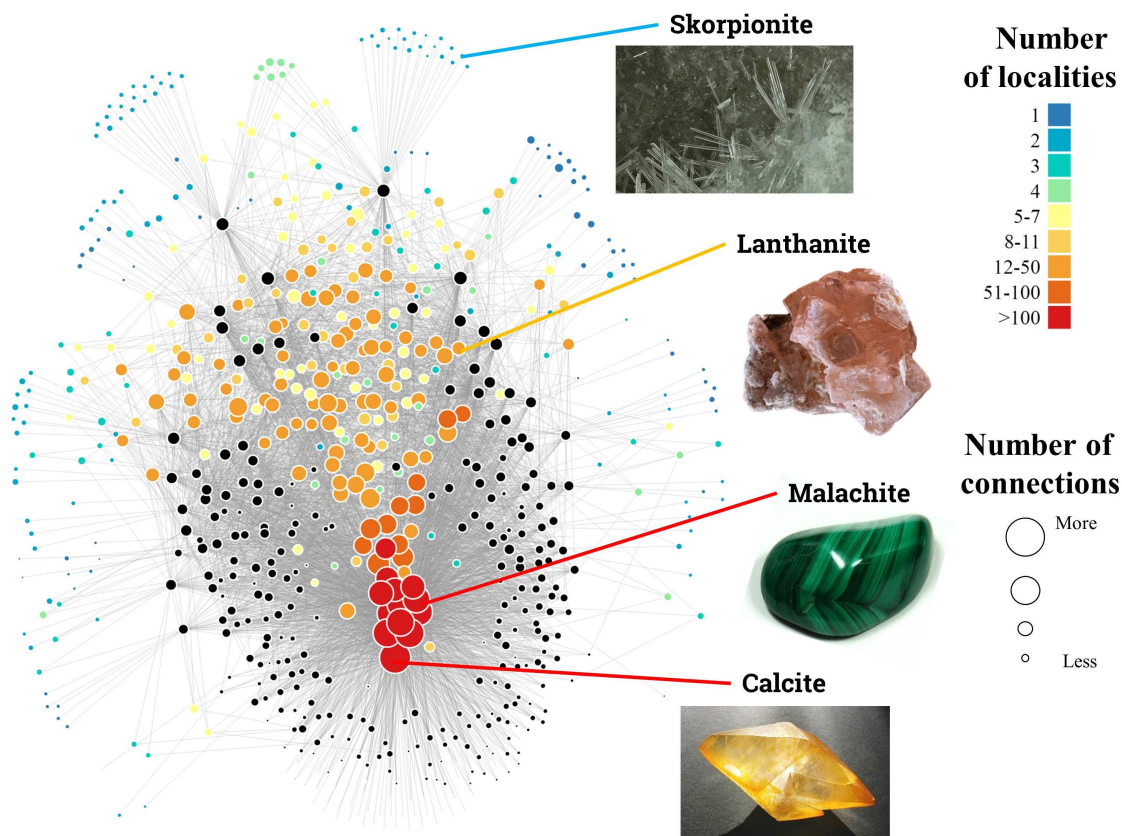 Skorpionite
Number
of localities
1
2
3
4
5-7
8-11
12-50
51-100
>100
Lanthanite
Number of
connections
More
Less
Malachite
Calcite